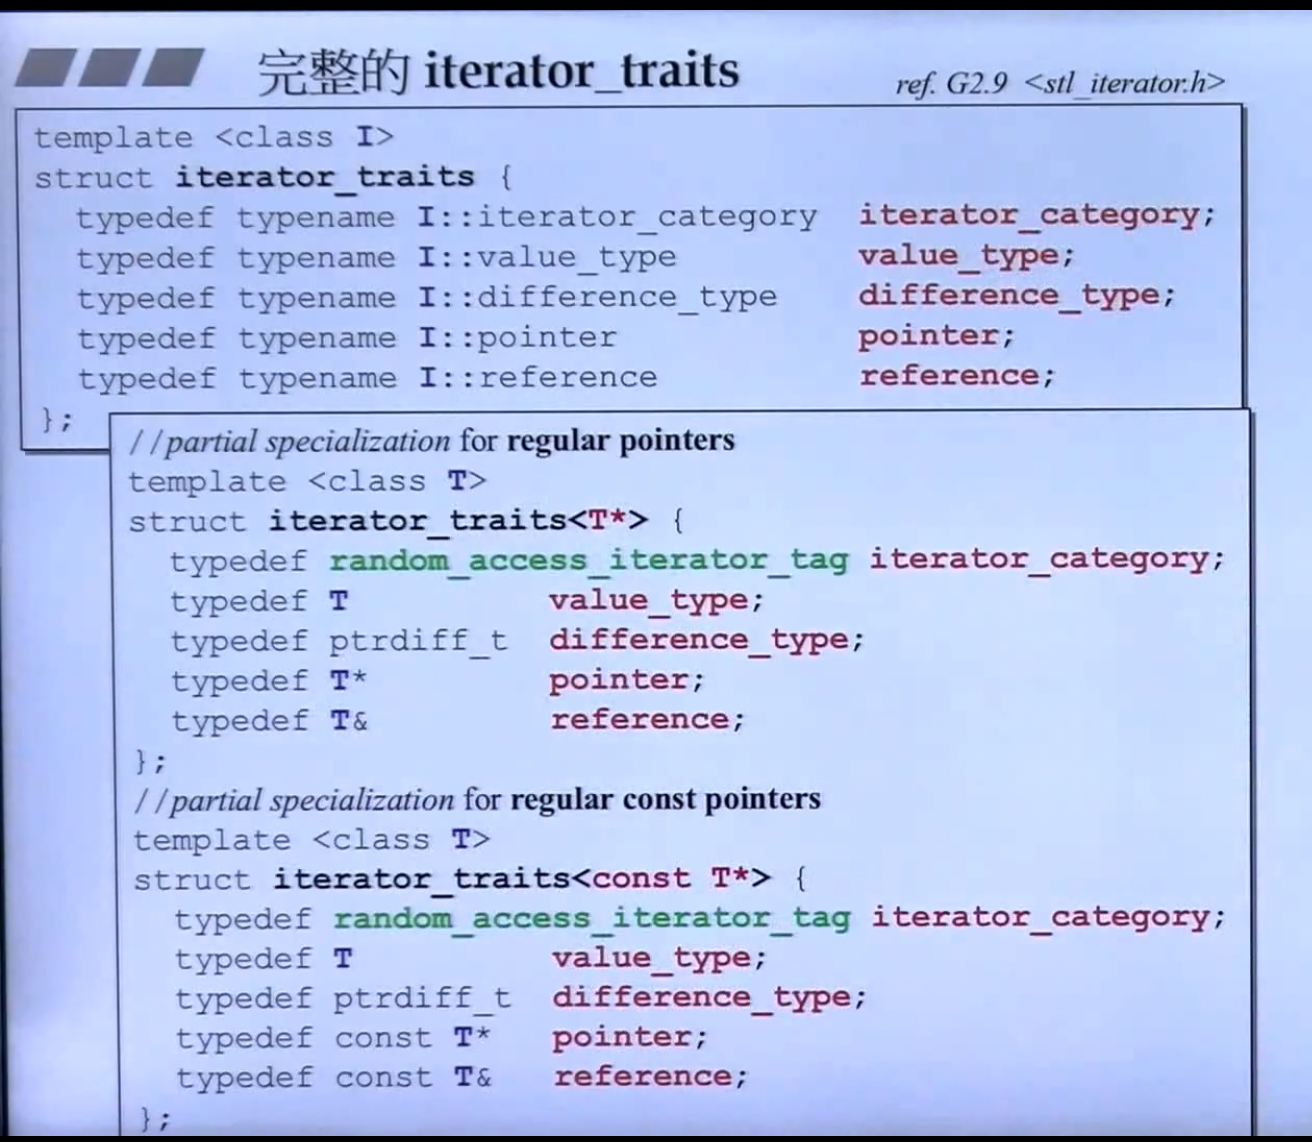 完整的 iterator_traits
ref. G2.9 <stl_iterator.h>
template <class I>
struct iterator_traits {
typedef typename I::iterator_category iterator_category;
typedef typename I::value_type value_type;
typedef typename I::difference_type difference_type;
typedef typename I::pointer pointer;
typedef typename I::reference reference;
};
//partial specialization for regular pointers
template <class T>
struct iterator_traits<T*> {
typedef random_access_iterator_tag iterator_category;
typedef T value_type;
typedef ptrdiff_t difference_type;
typedef T* pointer;
typedef T& reference;
};
//partial specialization for regular const pointers
template <class T>
struct iterator_traits<const T*> {
typedef random_access_iterator_tag iterator_category;
typedef T value_type;
typedef ptrdiff_t difference_type;
typedef const T* pointer;
typedef const T& reference;
};